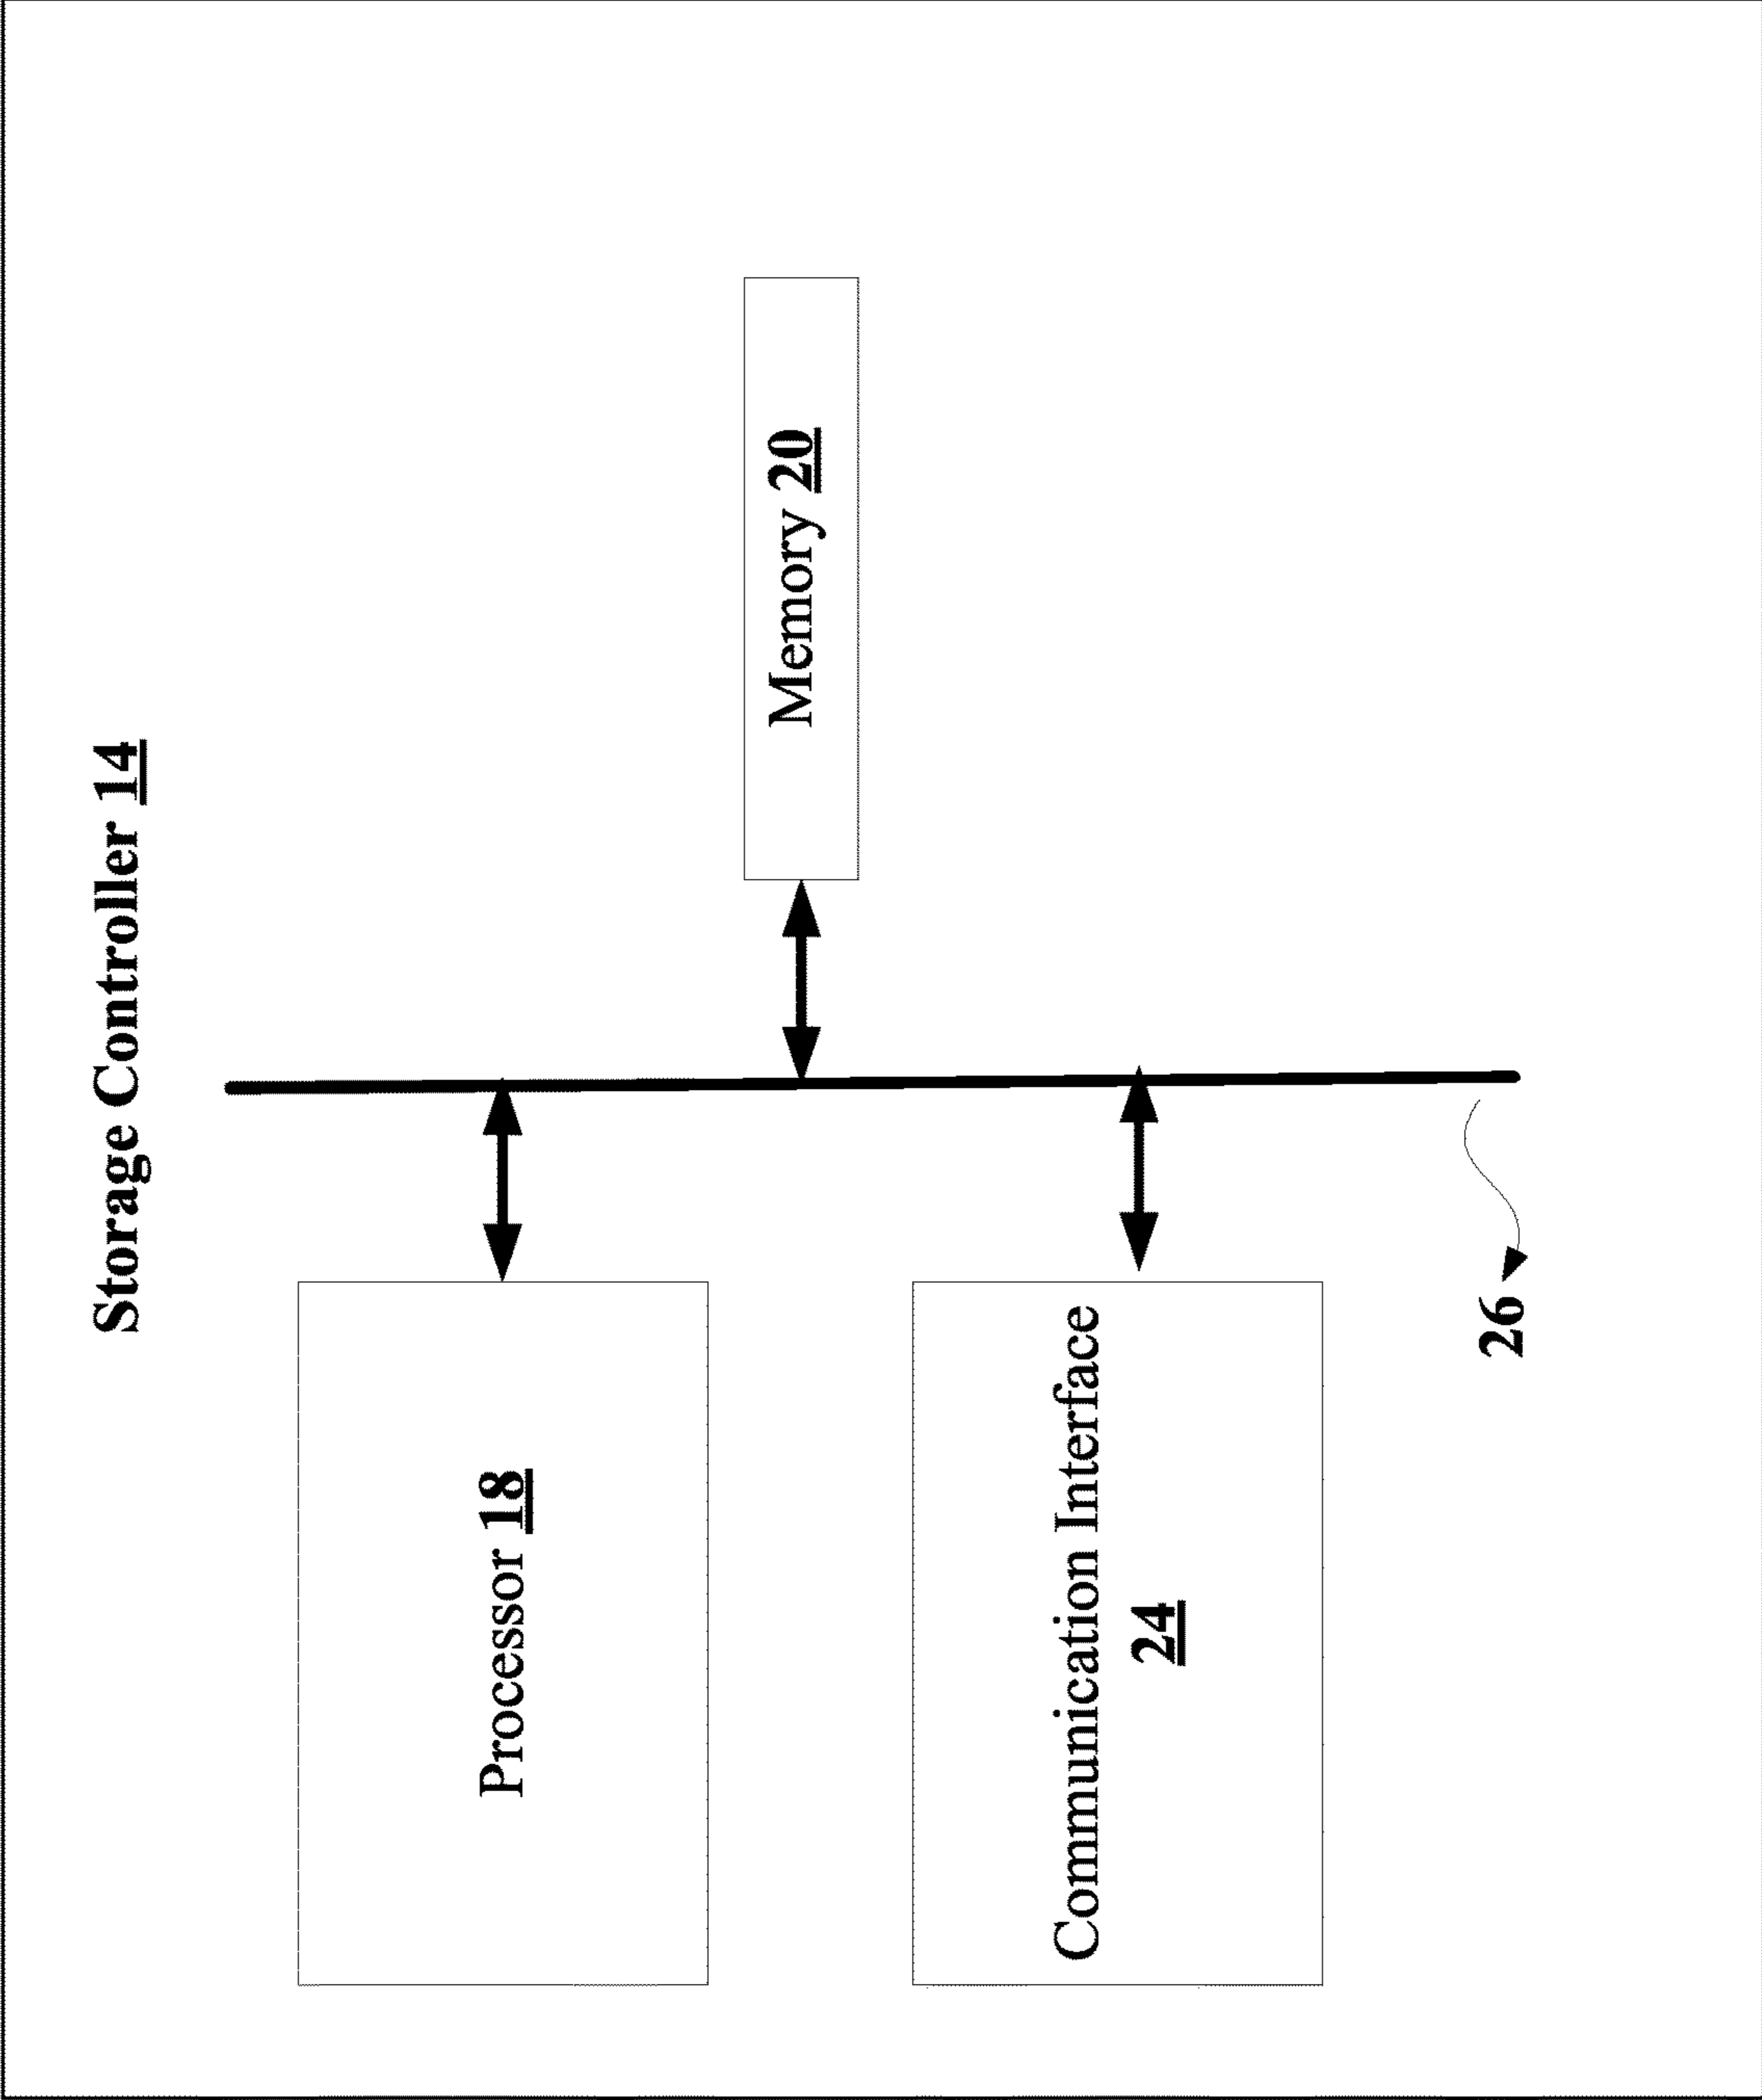 Storage Controller 14
Processor 18
Memory 20
Communication Interface
24
26